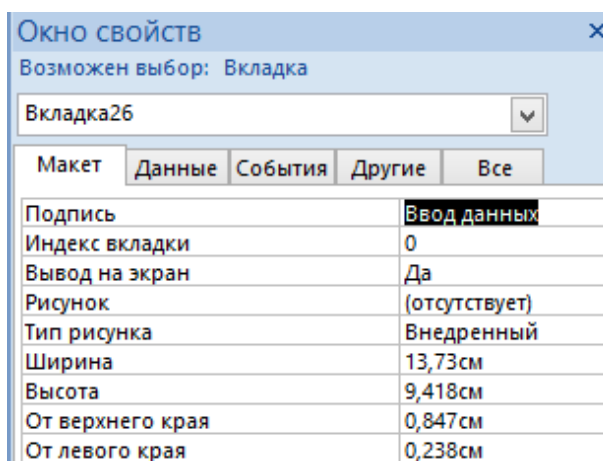 Окно свойств
Возможен выбор: Вкладка
Вкладка26
Макет Данные События Другие Все
Подпись Ввод данных
Индекс вкладки 0
Вывод на экран Да
Рисунок (отсутствует)
Тип рисунка Внедренный
Ширина 13,73см
Высота 9,418см
От верхнего края 0,847см
От левого края 0,238см